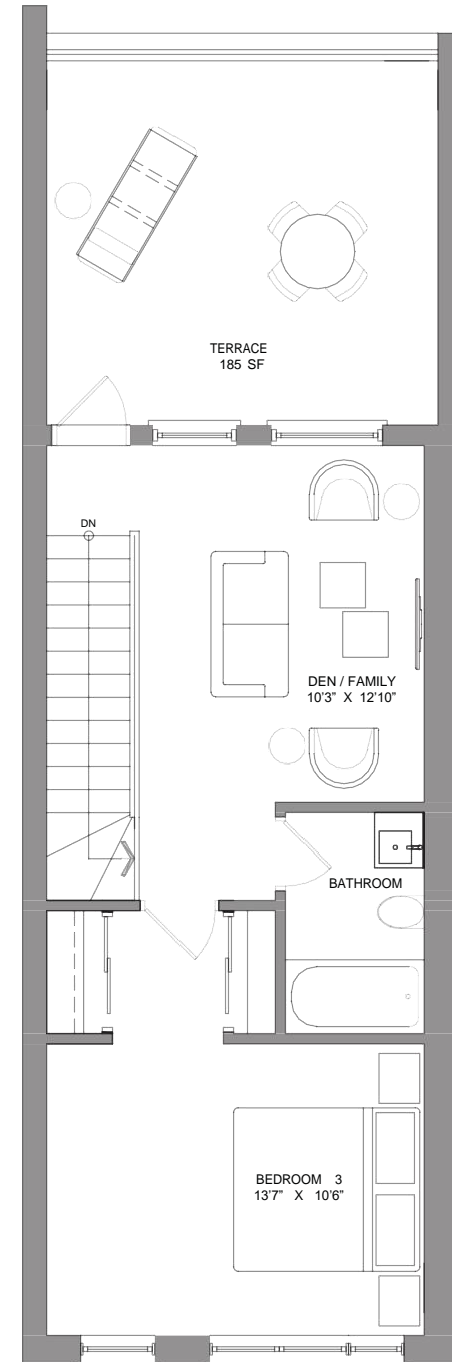 TERRACE
185 SF
DN
DEN / FAMILY
10'3" X 12'10"
BATHROOM
BEDROOM 3
13'7" X 10'6"